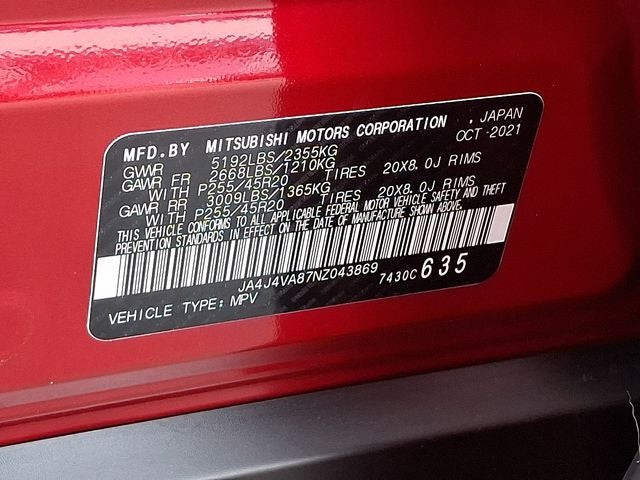 MFD.BY MITSUBISHI MOTORS CORPORATION . JAPAN
GVWR 5192LBS/2355KG OCT-2021
GAWR FR 2668LBS/1210KG
WITH P255/45R20 TIRES 20X8.0J RIMS
GAWR RR 3009LBS/1365KG
WITH P255/45R20 TIRES 20X8.0J RIMS
THIS VEHICLE CONFORMS TO ALL APPLICABLE FEDERAL MOTOR VEHICLE SAFETY AND THEFT
PREVENTION STANDARDS IN EFFECT ON THE DATE OF MANUFACTURE SHOWN ABOVE.
JA4J4VA87NZ043869 7430C 635
VEHICLE TYPE: MPV